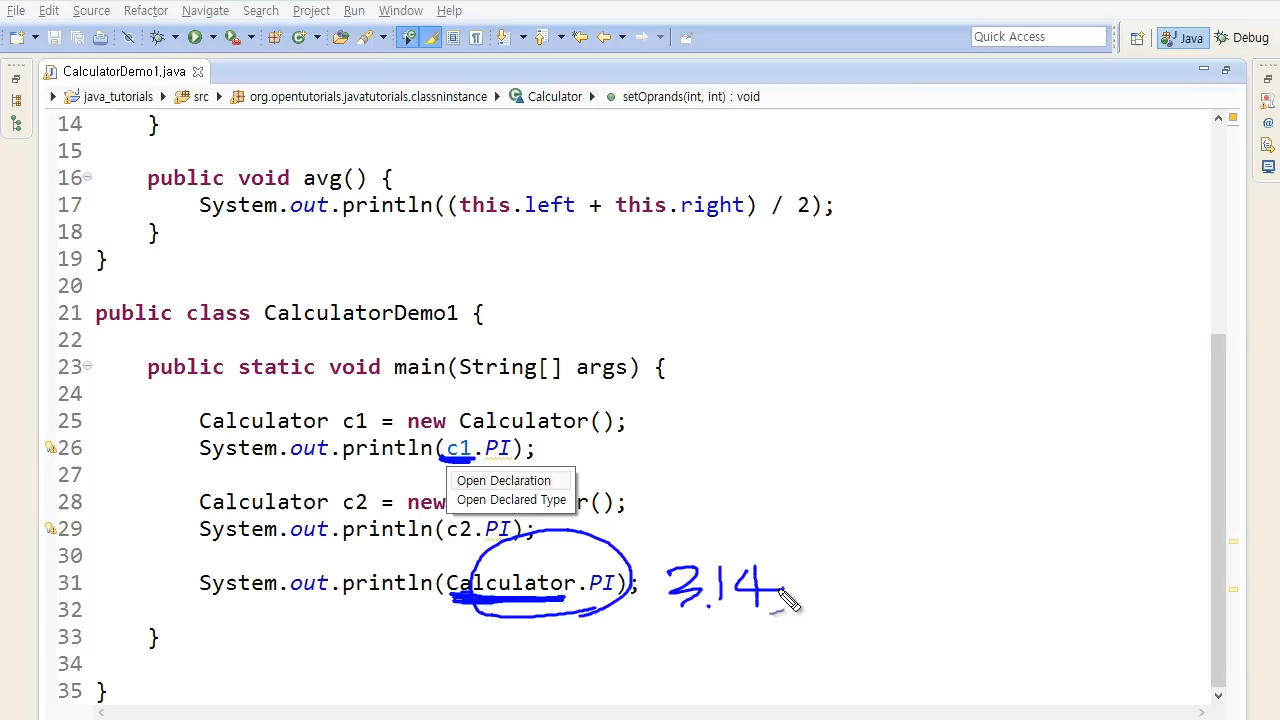 File Edit Source Refactor Navigate Search Project Run Window Help
Quick Access
Java
Debug
CalculatorDemo1.java
java_tutorials src org.opentutorials.javatutorials.classninstance Calculator setOprands(int, int) : void
14 }
15
16 public void avg() {
17 System.out.println((this.left + this.right) / 2);
18 }
19 }
20
21 public class CalculatorDemo1 {
22
23 public static void main(String[] args) {
24
25 Calculator c1 = new Calculator();
26 System.out.println(c1.PI);
27
Open Declaration
Open Declared Type
28 Calculator c2 = new r();
29 System.out.println(c2.PI);
30
31 System.out.println(Calculator.PI); 3.14
32
33 }
34
35 }